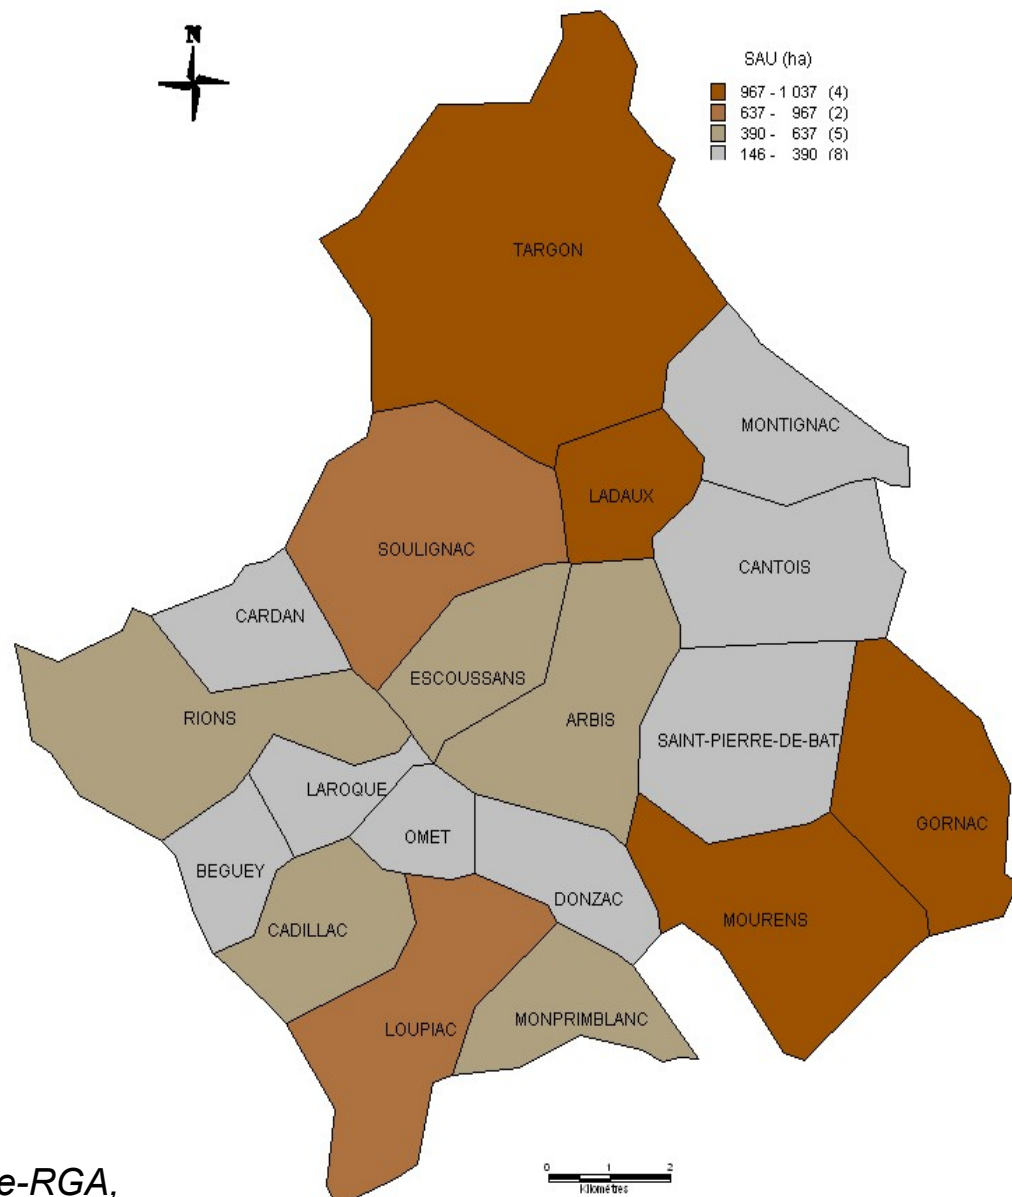 N
SAU (ha)
967 - 1 037 (4)
637 - 967 (2)
390 - 637 (5)
146 - 390 (8)
TARGON
MONTIGNAC
LADAUX
SOULIGNAC
CANTOIS
CARDAN
ESCOUSSANS
RIONS
ARBIS
SAINT-PIERRE-DE-BAT
LAROQUE
GORNAC
OMET
BEGUEY
DONZAC
MOURENS
CADILLAC
MONPRIMBLANC
LOUPIAC
0 1 2
Kilomètres
e-RGA,